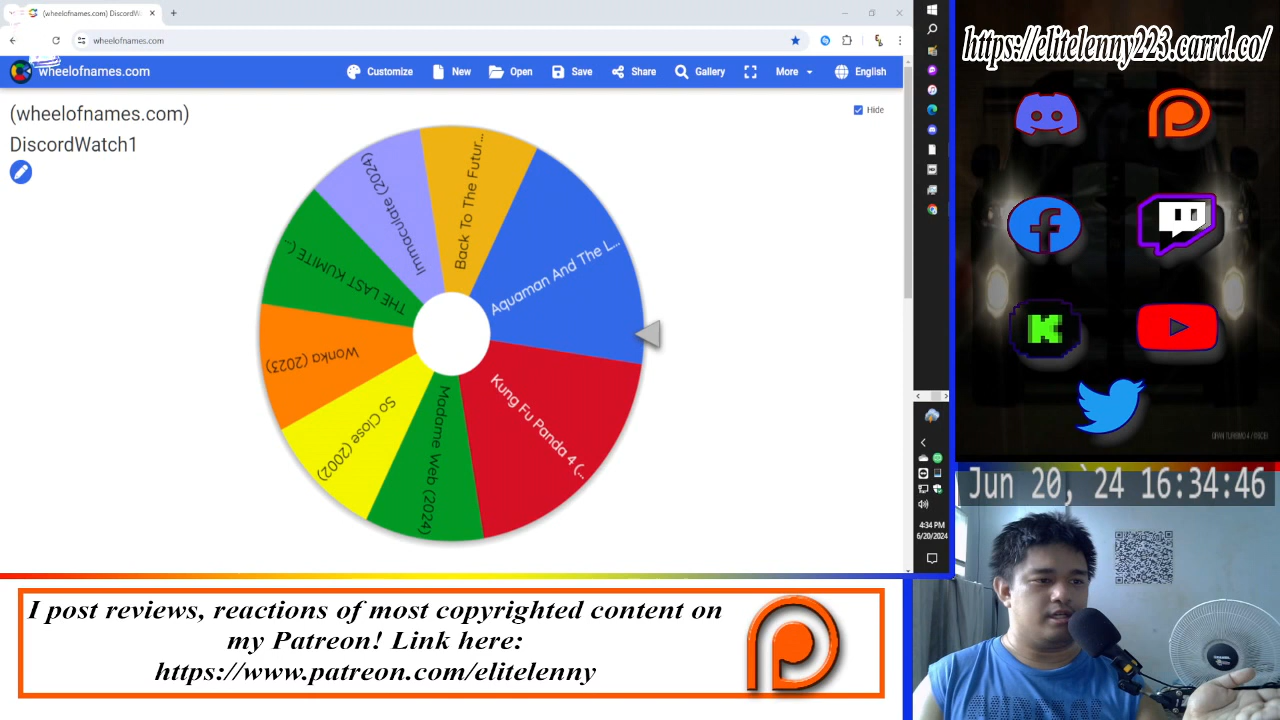 (wheelofnames.com) DiscordW
wheelofnames.com
wheelofnames.com
Customize
New
Open
Save
Share
Gallery
More
English
(wheelofnames.com)
DiscordWatch1
Hide
Back To The Futur...
Aquaman And The L...
Kung Fu Panda 4 (...
Madame Web (2024)
So Close (2002)
Wonka (2023)
THE LAST KUMITE (...
Immaculate (2024)
https://elitelenny223.carrd.co/
Jun 20,`24 16:34:46
4:34 PM
6/20/2024
I post reviews, reactions of most copyrighted content on
my Patreon! Link here:
https://www.patreon.com/elitelenny